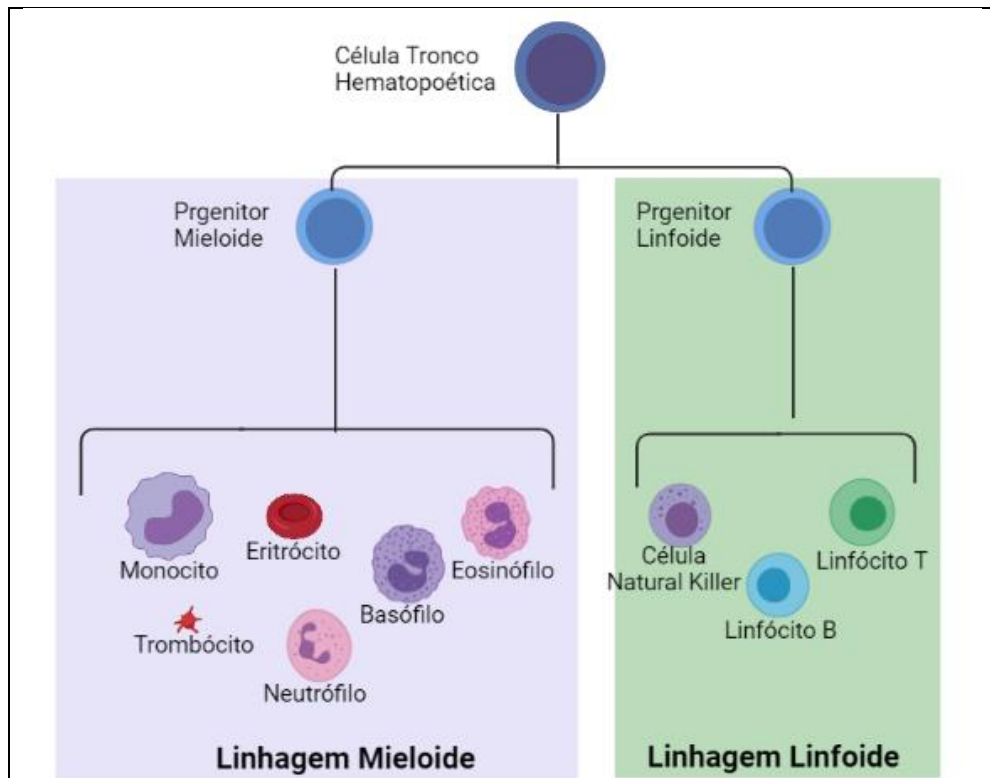 Célula Tronco
Hematopoética
Prgenitor
Mieloide
Prgenitor
Linfoide
Monocito
Eritrócito
Basófilo
Eosinófilo
Trombócito
Neutrófilo
Célula
Natural Killer
Linfócito B
Linfócito T
Linhagem Mieloide
Linhagem Linfoide